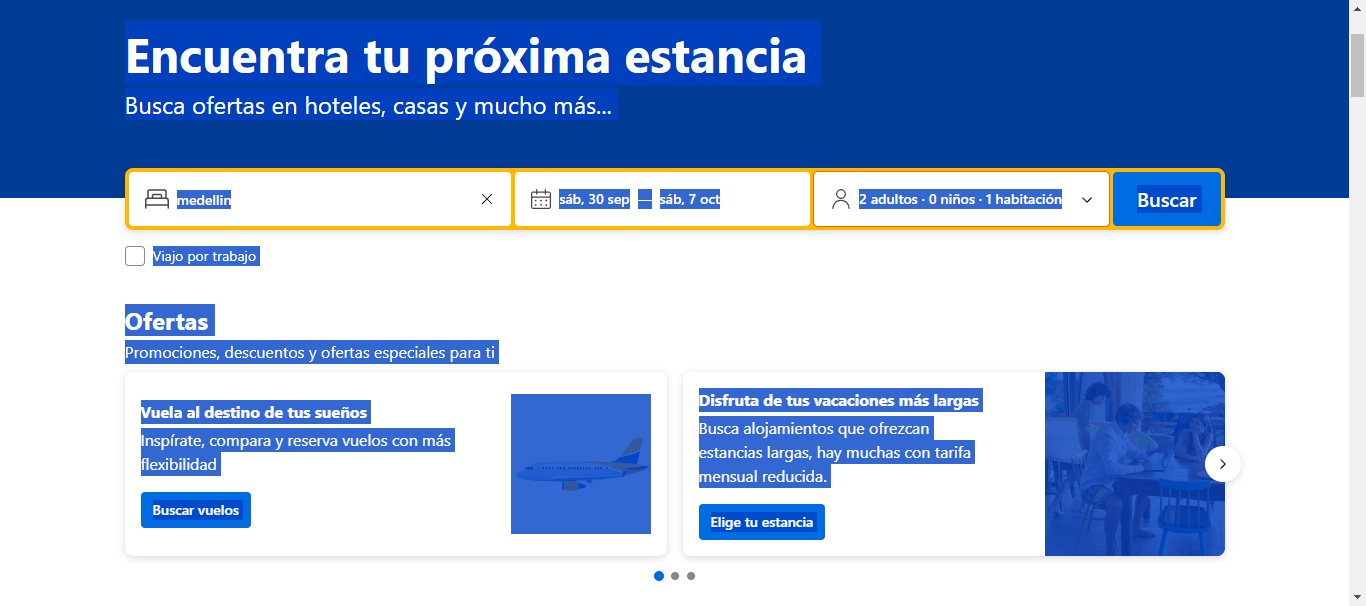 Encuentra tu próxima estancia
Busca ofertas en hoteles, casas y mucho más...
medellin
sáb, 30 sep — sáb, 7 oct
2 adultos · 0 niños · 1 habitación
Buscar
Viajo por trabajo
Ofertas
Promociones, descuentos y ofertas especiales para ti
Vuela al destino de tus sueños
Inspírate, compara y reserva vuelos con más
flexibilidad
Buscar vuelos
Disfruta de tus vacaciones más largas
Busca alojamientos que ofrezcan
estancias largas, hay muchas con tarifa
mensual reducida.
Elige tu estancia